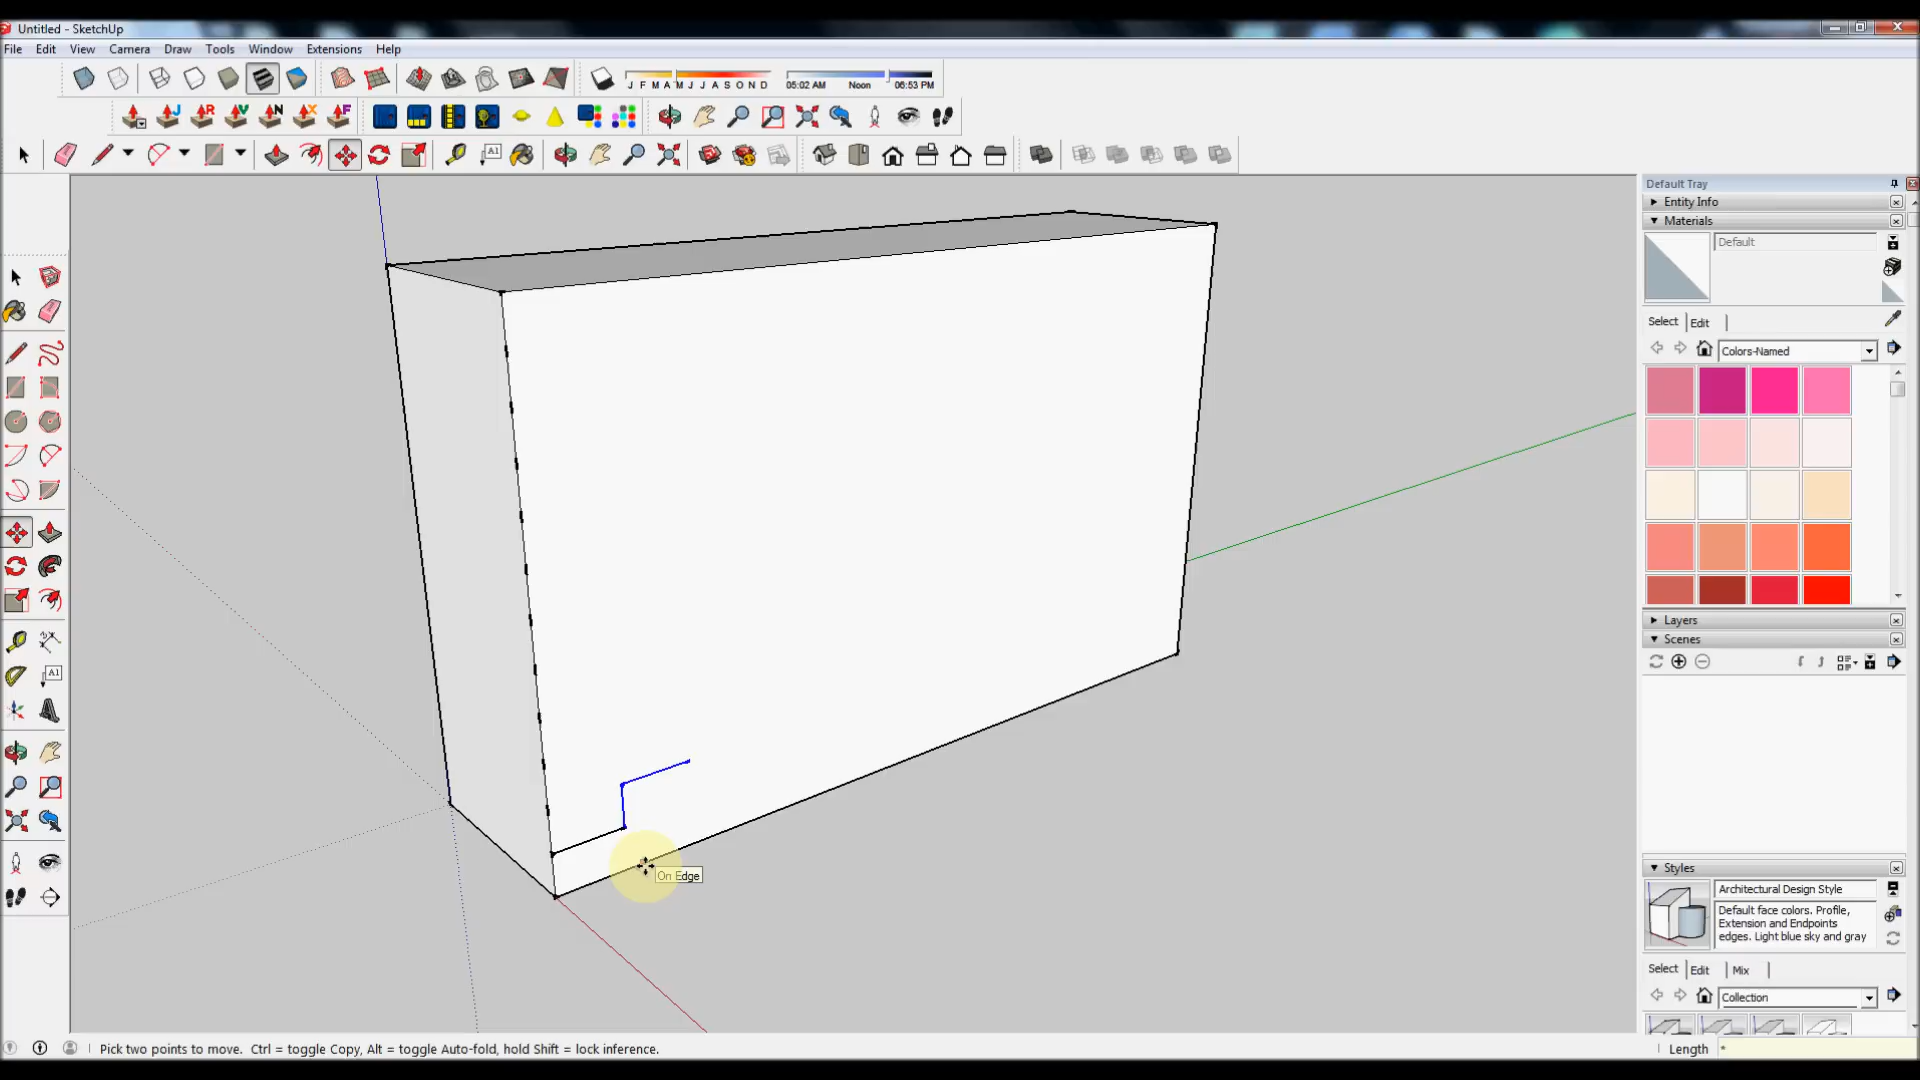 Untitled - SketchUp
File Edit View Camera Draw Tools Window Extensions Help
J F M A M J J A S O N D 05:02 AM Noon 06:53 PM
J R V N X F
A1
Default Tray
Entity Info
Materials
Default
Select Edit
Colors-Named
A1
Layers
Scenes
On Edge
Styles
Architectural Design Style
Default face colors. Profile,
Extension and Endpoints
edges. Light blue sky and gray
Select Edit Mix
Collection
Pick two points to move. Ctrl = toggle Copy, Alt = toggle Auto-fold, hold Shift = lock inference.
Length *